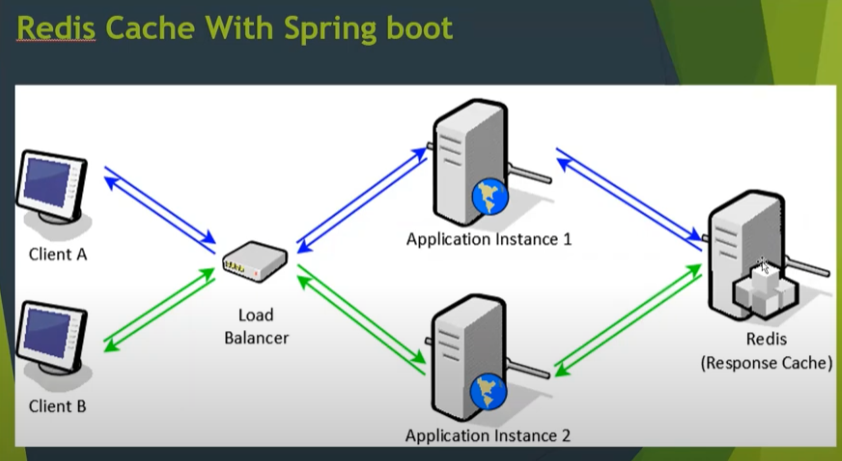 Redis Cache With Spring boot
Client A
Application Instance 1
Load
Balancer
Redis
(Response Cache)
Client B
Application Instance 2